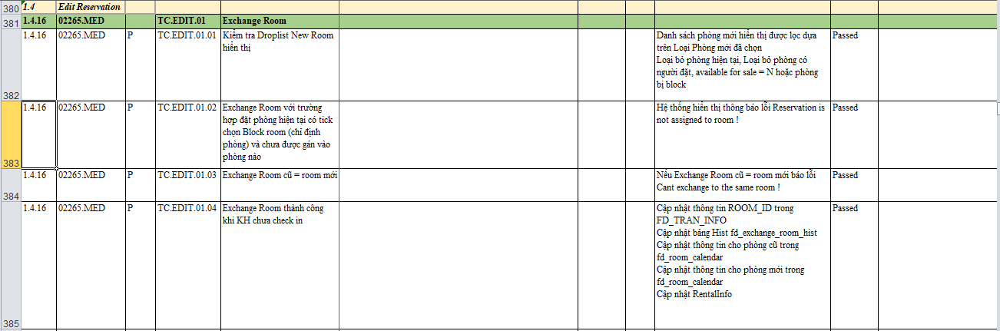 380 1.4 Edit Reservation
381 1.4.16 02265.MED TC.EDIT.01 Exchange Room
1.4.16 02265.MED P TC.EDIT.01.01 Kiểm tra Droplist New Room Danh sách phòng mới hiển thị được lọc dựa Passed
hiển thị trên Loại Phòng mới đã chọn
Loại bỏ phòng hiện tại, Loại bỏ phòng có
người đặt, available for sale = N hoặc phòng
bị block
382
1.4.16 02265.MED P TC.EDIT.01.02 Exchange Room với trường Hệ thống hiển thị thông báo lỗi Reservation is Passed
hợp đặt phòng hiện tại có tick not assigned to room !
chọn Block room (chỉ định
phòng) và chưa được gán vào
phòng nào
383
1.4.16 02265.MED P TC.EDIT.01.03 Exchange Room cũ = room mới Nếu Exchange Room cũ = room mới báo lỗi Passed
Cant exchange to the same room !
384
1.4.16 02265.MED P TC.EDIT.01.04 Exchange Room thành công Cập nhật thông tin ROOM_ID trong Passed
khi KH chưa check in FD_TRAN_INFO
Cập nhật bảng Hist fd_exchange_room_hist
Cập nhật thông tin cho phòng cũ trong
fd_room_calendar
Cập nhật thông tin cho phòng mới trong
fd_room_calendar
Cập nhật RentalInfo
385